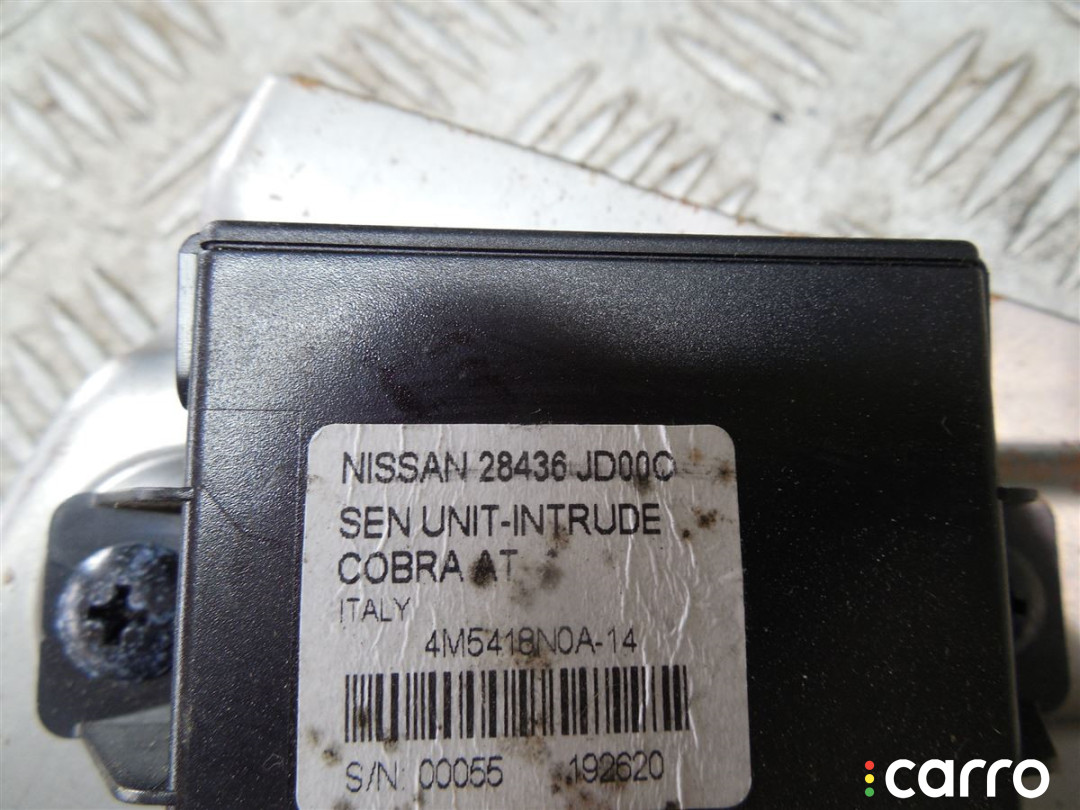 NISSAN 28436 JD00C
SEN UNIT-INTRUDE
COBRA AT
ITALY
4M5418N0A-14
S/N: 00055 192620
carro